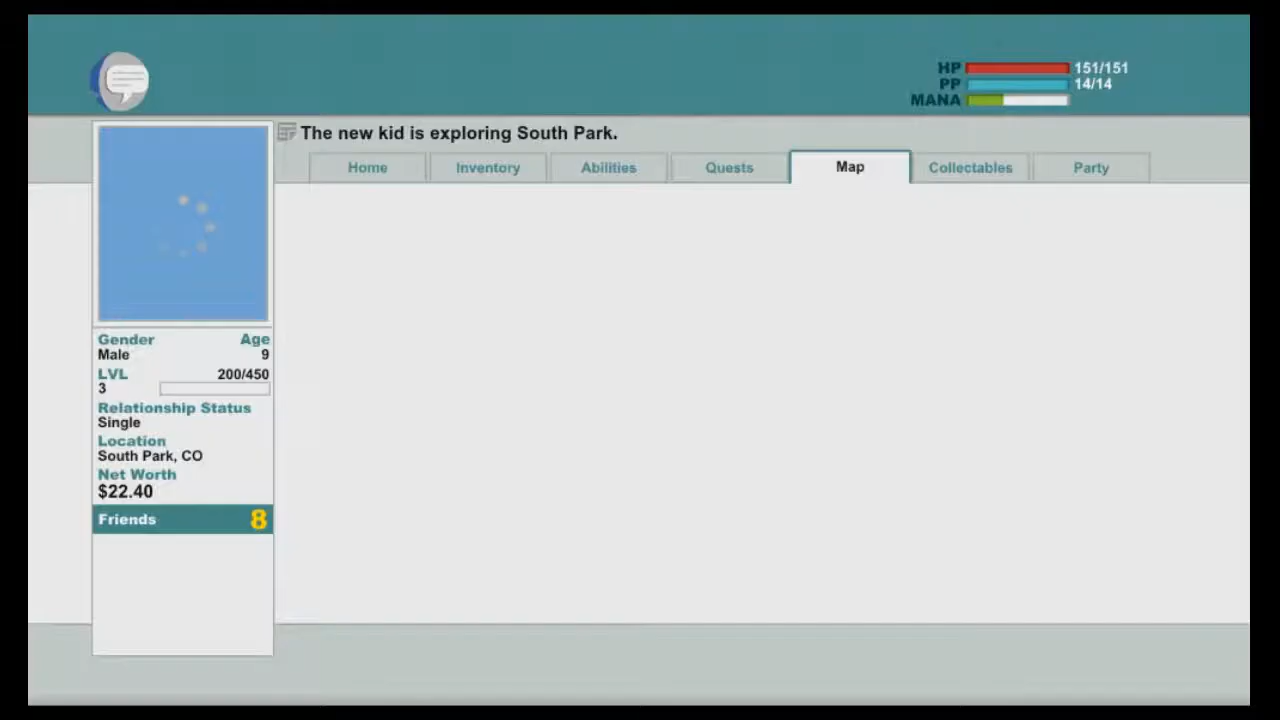 HP 151/151
PP 14/14
MANA
The new kid is exploring South Park.
Home Inventory Abilities Quests Map Collectables Party
Gender Age
Male 9
LVL 200/450
3
Relationship Status
Single
Location
South Park, CO
Net Worth
$22.40
Friends 8